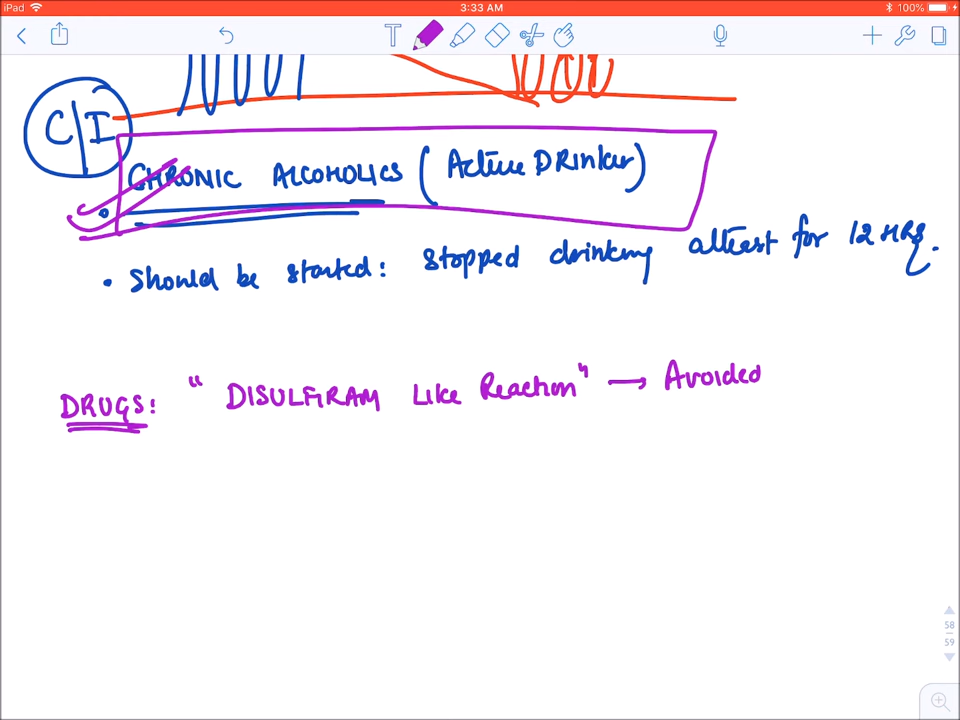 iPad 3:33 AM 100%
T
C/I
CHRONIC ALCOHOLICS (Active DRINKER)
• Should be started: stopped drinking atleast for 12 HRS.
DRUGS: "DISULFIRAM Like Reaction" → Avoided
58
59